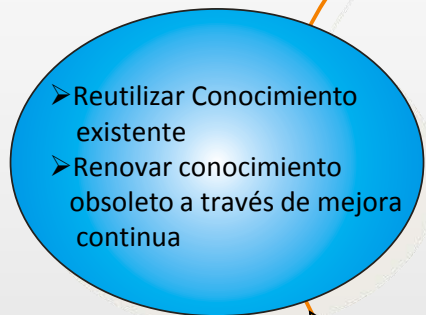 ➢Reutilizar Conocimiento
existente
➢Renovar conocimiento
obsoleto a través de mejora
continua